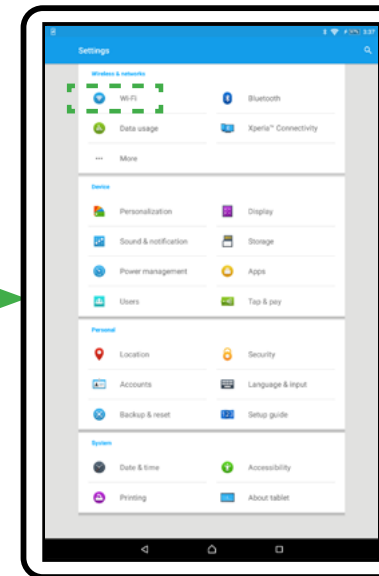 5:37
Settings
Wireless & networks
Wi-Fi
Bluetooth
Data usage
Xperia™ Connectivity
More
Device
Personalization
Display
Sound & notification
Storage
Power management
Apps
Users
Tap & pay
Personal
Location
Security
Accounts
Language & input
Backup & reset
Setup guide
System
Date & time
Accessibility
Printing
About tablet